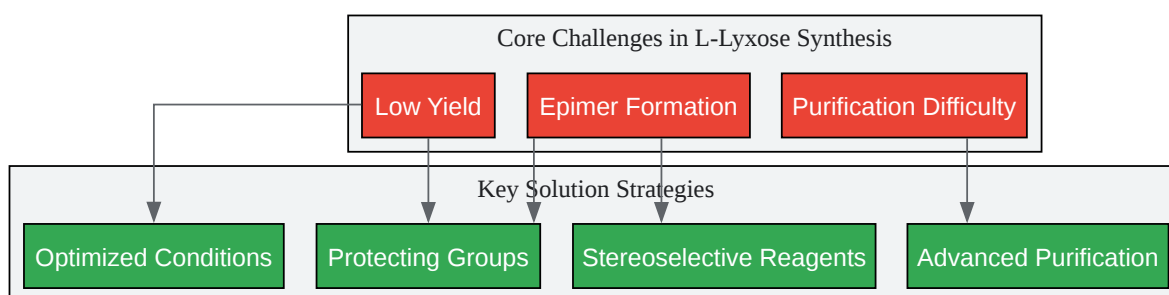 Core Challenges in L-Lyxose Synthesis
Low Yield
Epimer Formation
Purification Difficulty
Key Solution Strategies
Optimized Conditions
Protecting Groups
Stereoselective Reagents
Advanced Purification